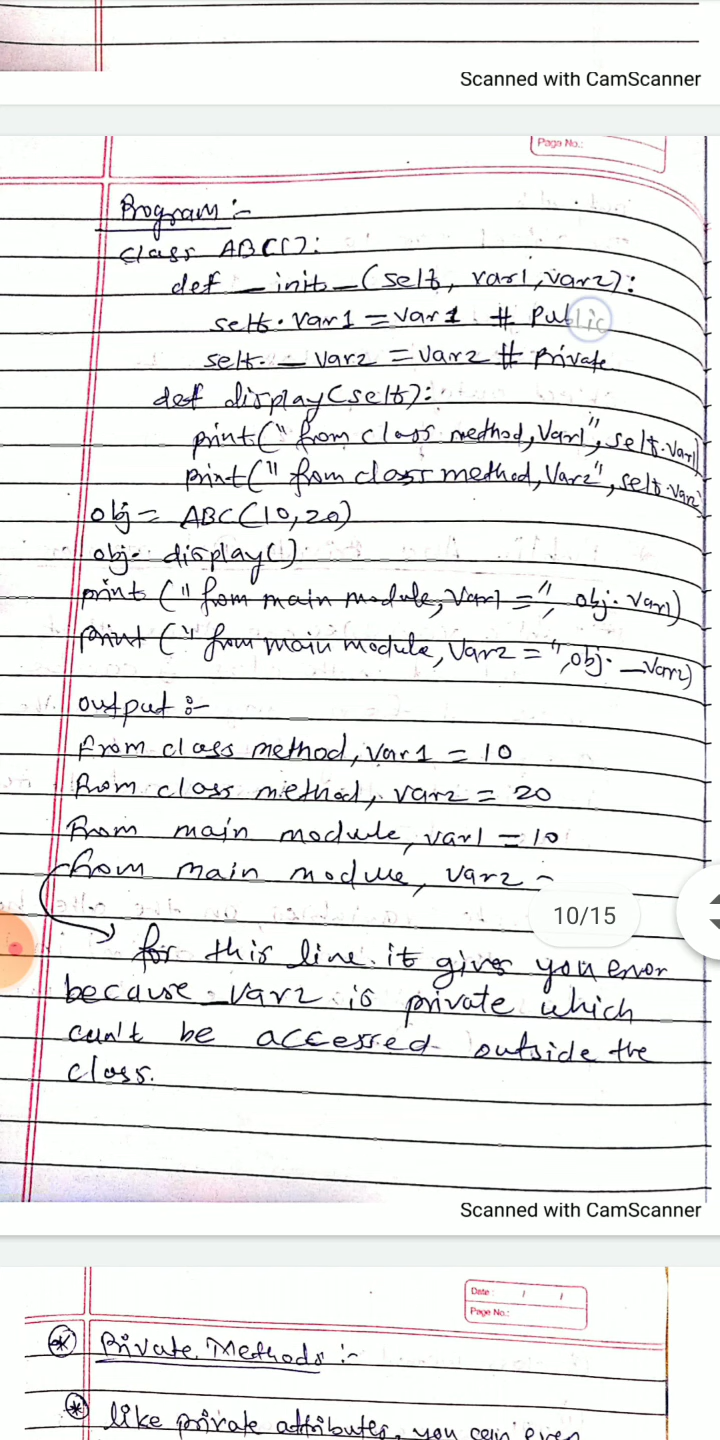 Scanned with CamScanner
Page No.:
Program :-
class ABC():
def _init_(self, var1, var2):
self.var1 = var1 # Public
self._var2 = var2 # Private
def display(self):
print(" from class method, Var1", self.var1)
print(" from class method, Var2", self.var2)
obj = ABC(10,20)
obj. display()
print (" from main module, Var1 =", obj. Var1)
print (" from main module, Var2 = ", obj. _Var2)
output :-
From class method, var1 = 10
From class method, var2 = 20
From main module, var1 = 10
from main module, var2 -
10/15
for this line it gives you error
because _var2 is private which
can't be accessed outside the
class.
Scanned with CamScanner
Date : / /
Page No.:
Private Methods :-
like private attributes, you can even